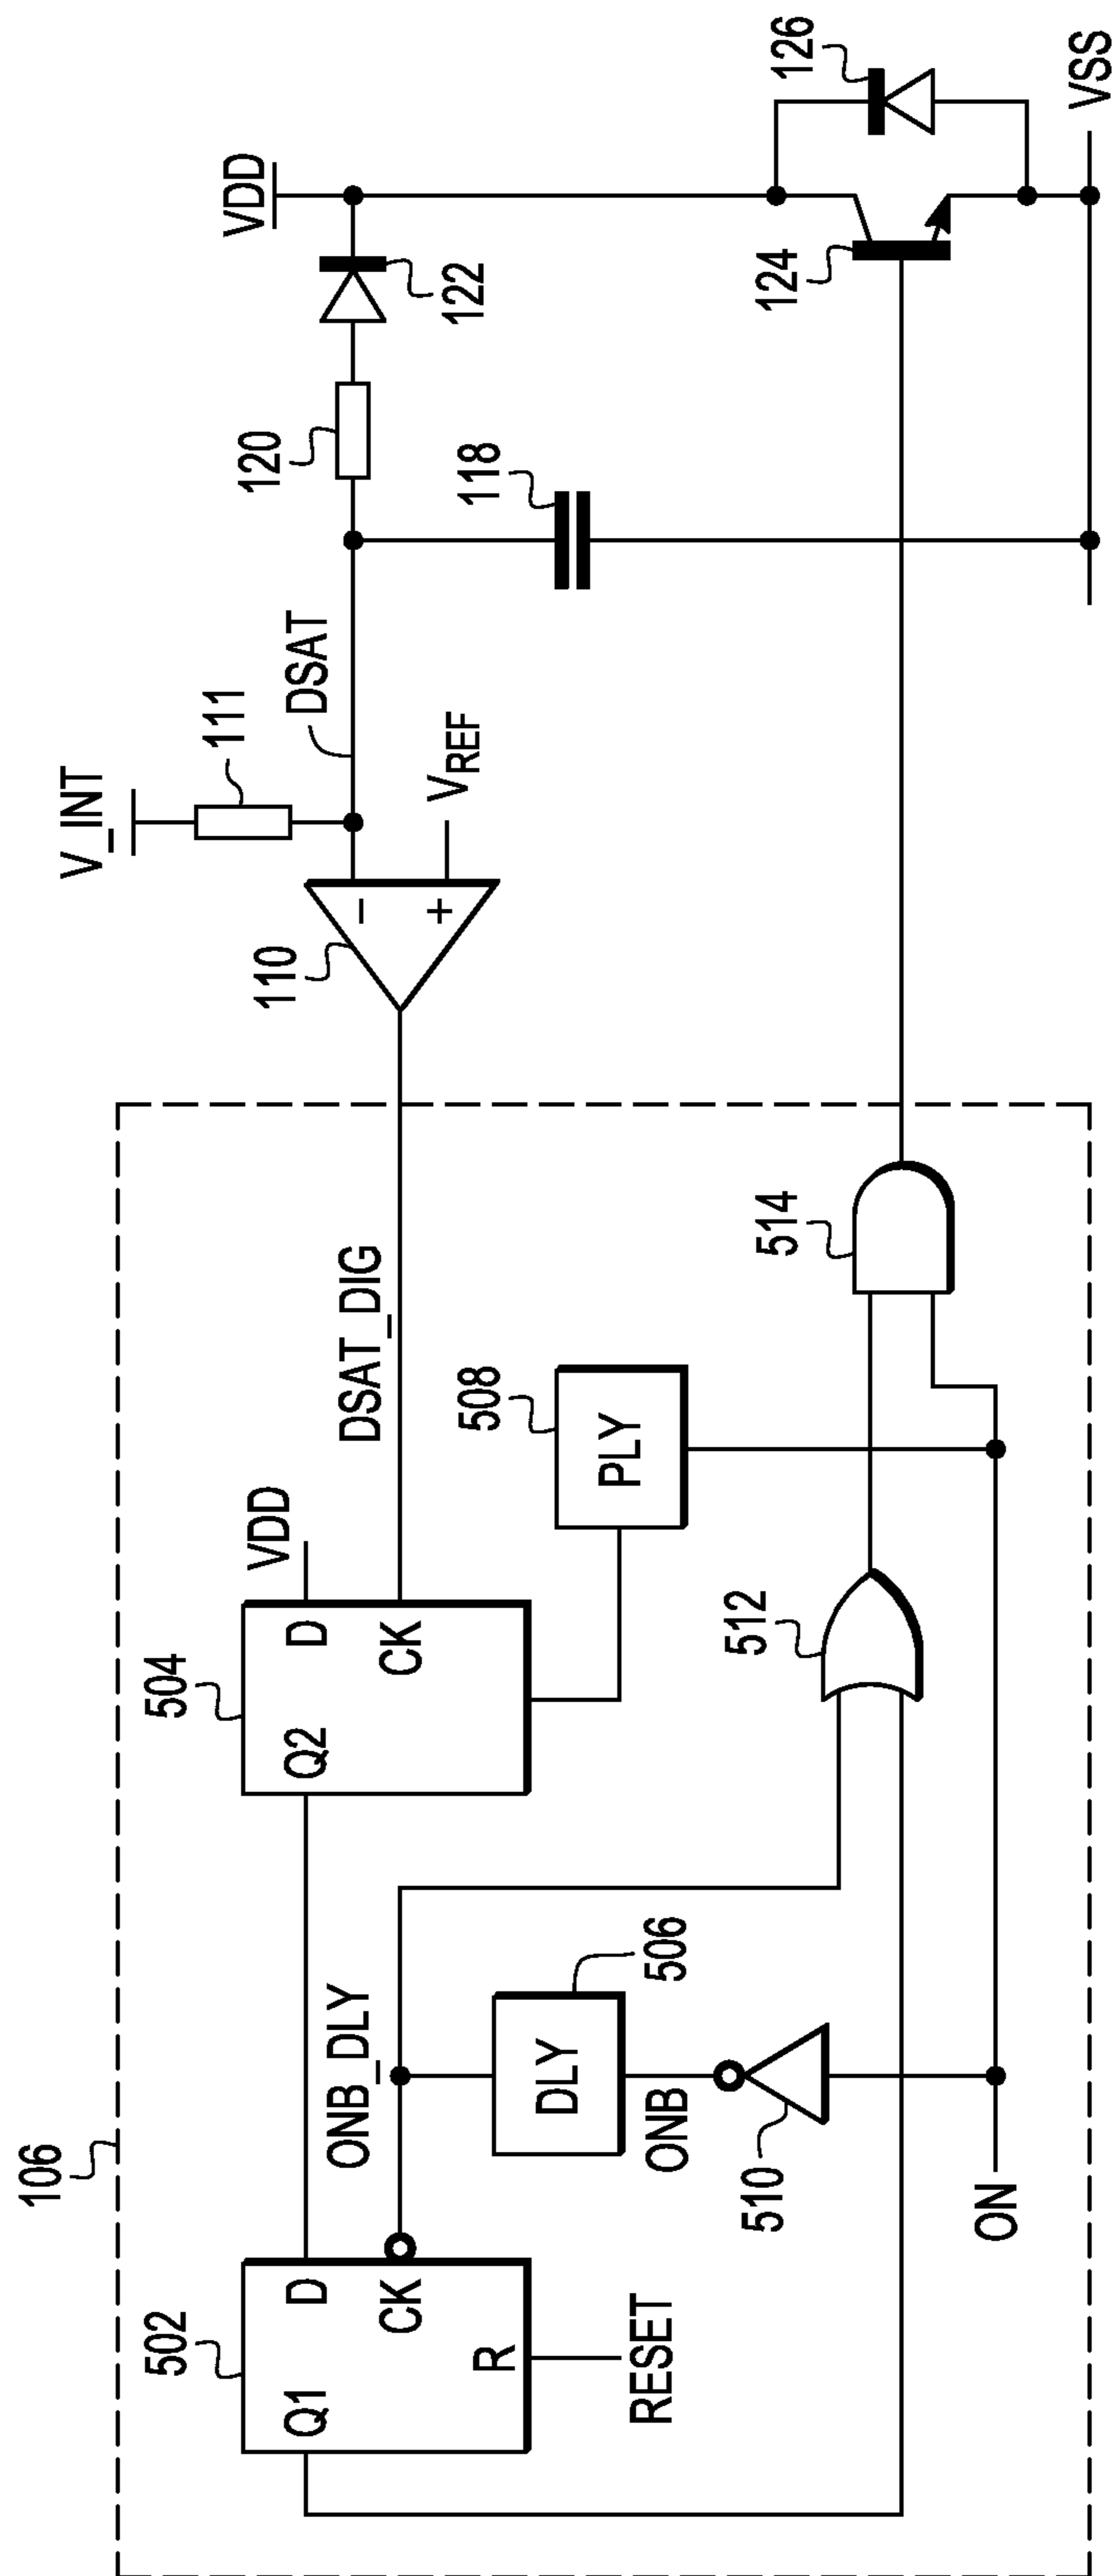 106
502
Q1
D
CK
R
RESET
ONB_DLY
DLY
506
ONB
510
ON
504
Q2
D
CK
VDD
DSAT_DIG
508
PLY
512
514
110
−
+
V_INT
111
VREF
DSAT
120
118
122
VDD
124
126
VSS